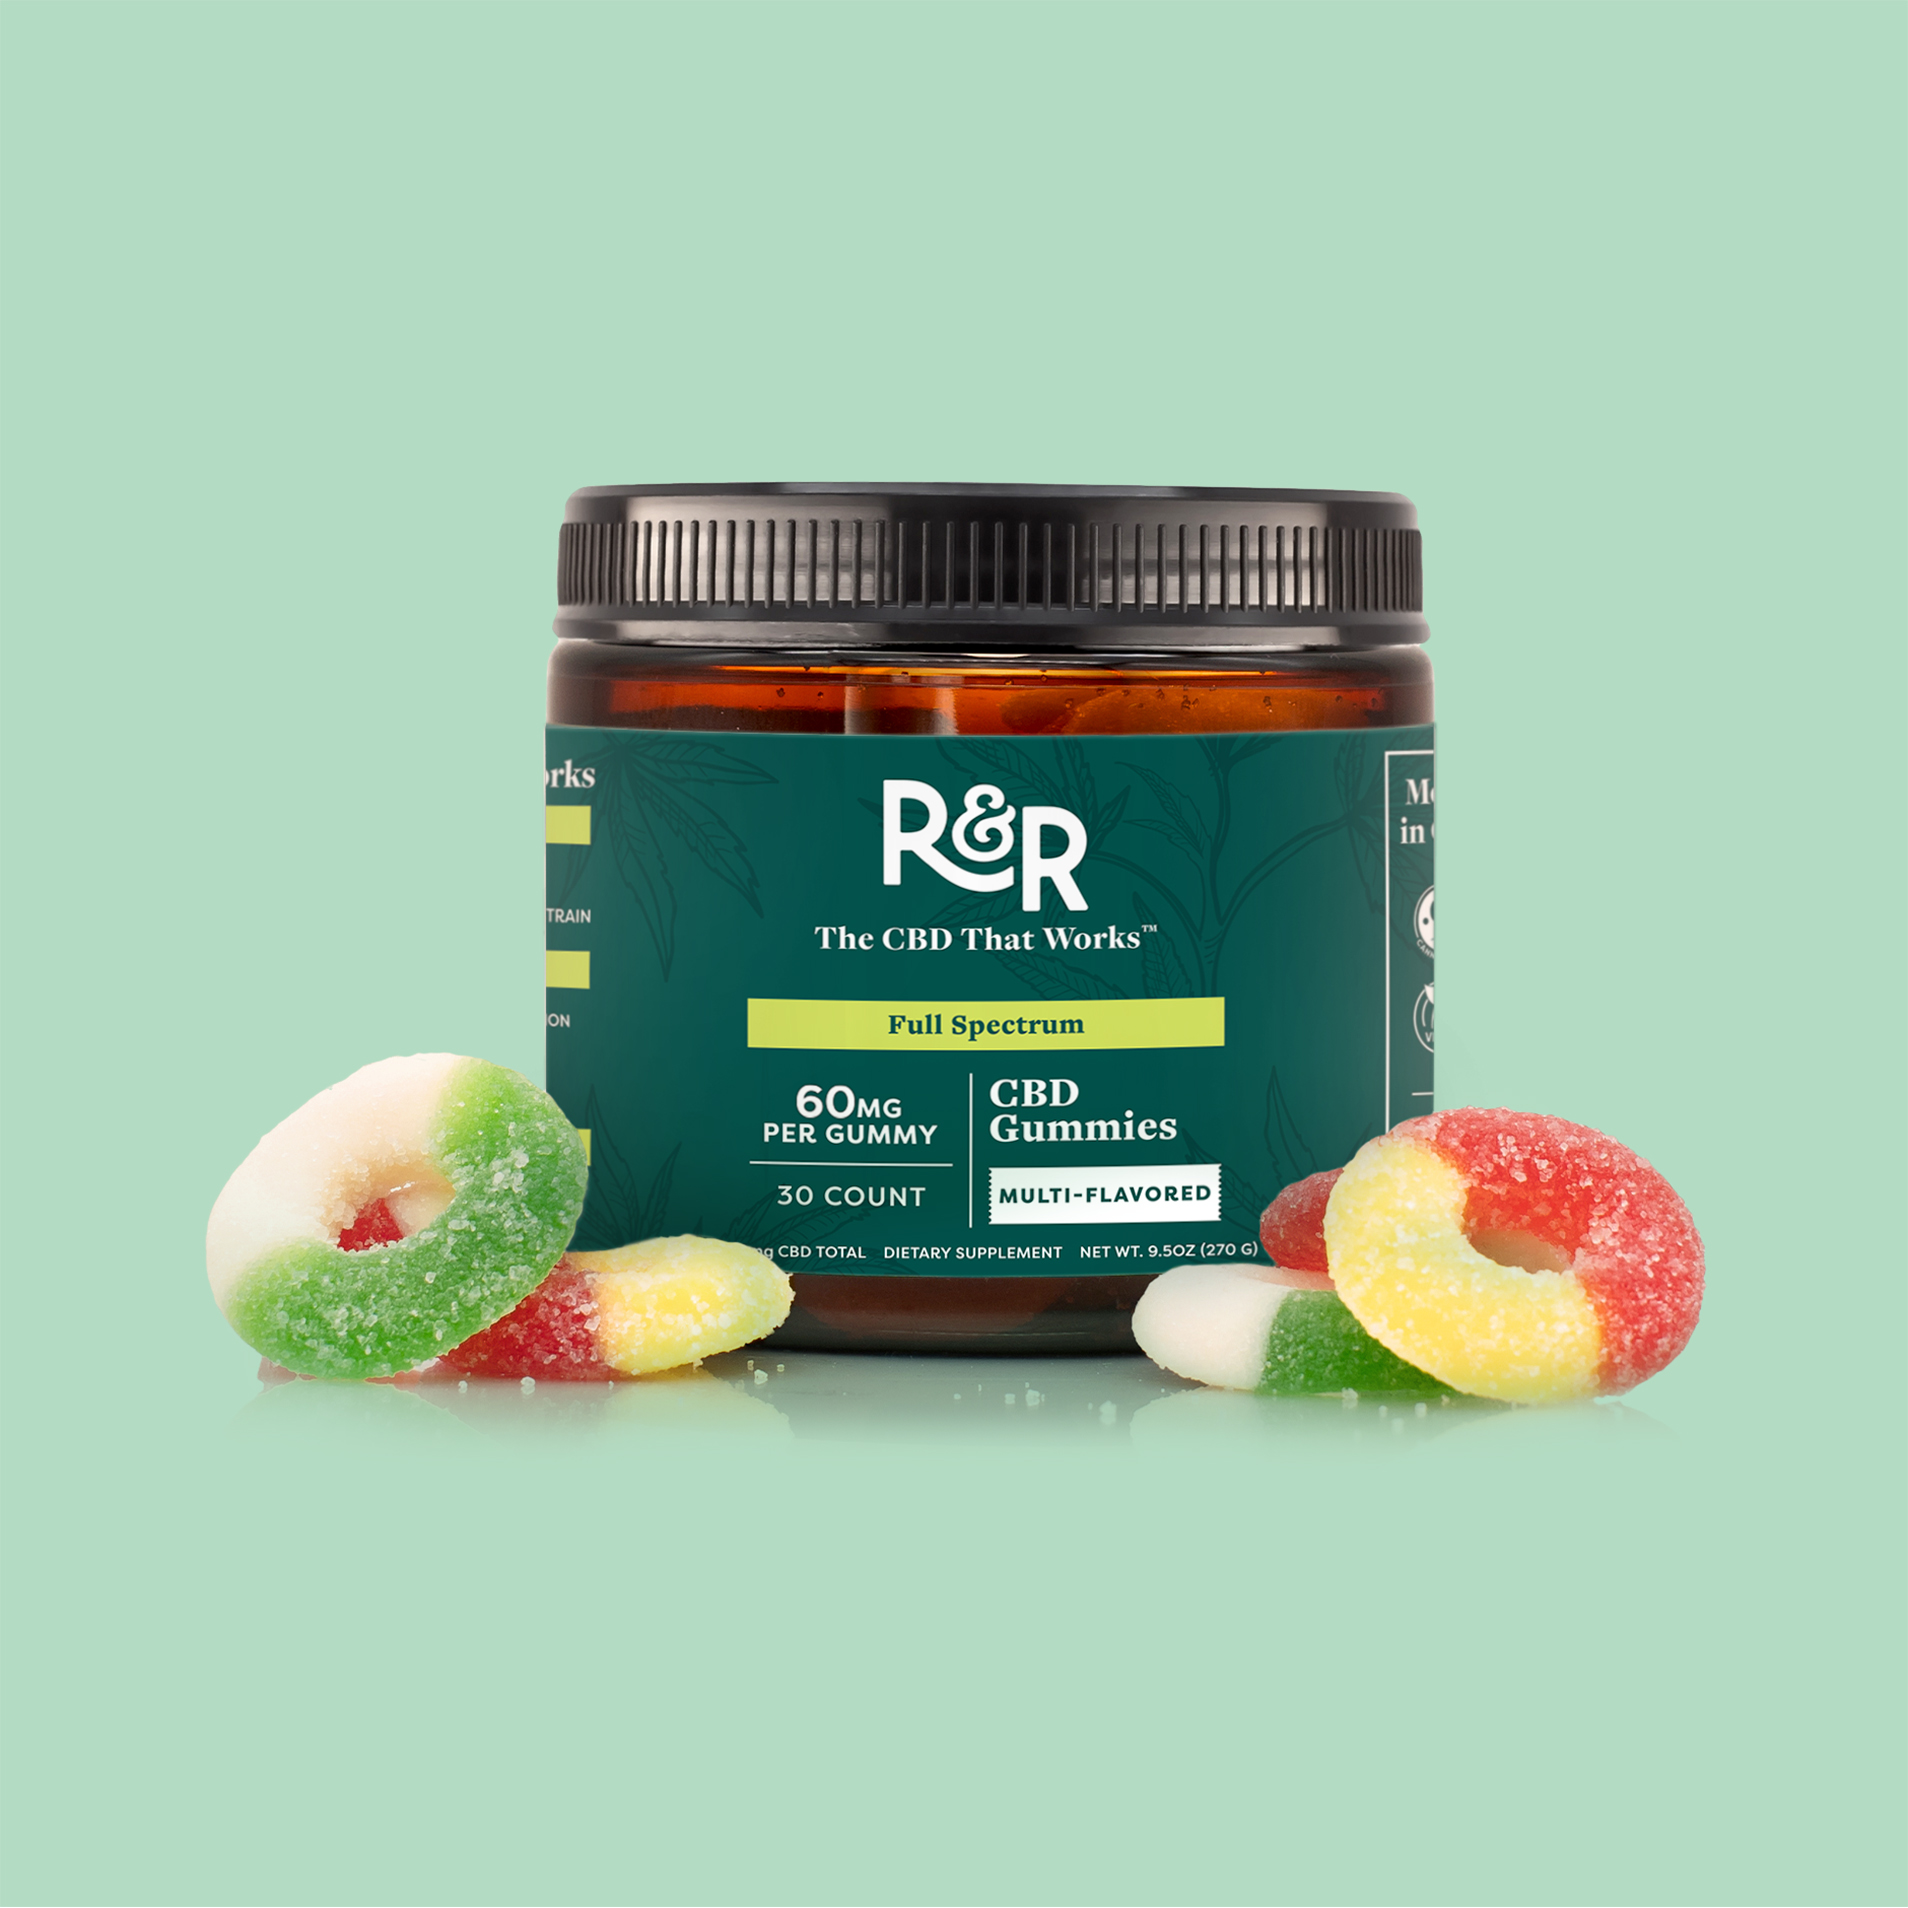 R&R
The CBD That Works™
Full Spectrum
60MG
PER GUMMY
30 COUNT
CBD
Gummies
MULTI-FLAVORED
CBD TOTAL DIETARY SUPPLEMENT NET WT. 9.5OZ (270 G)